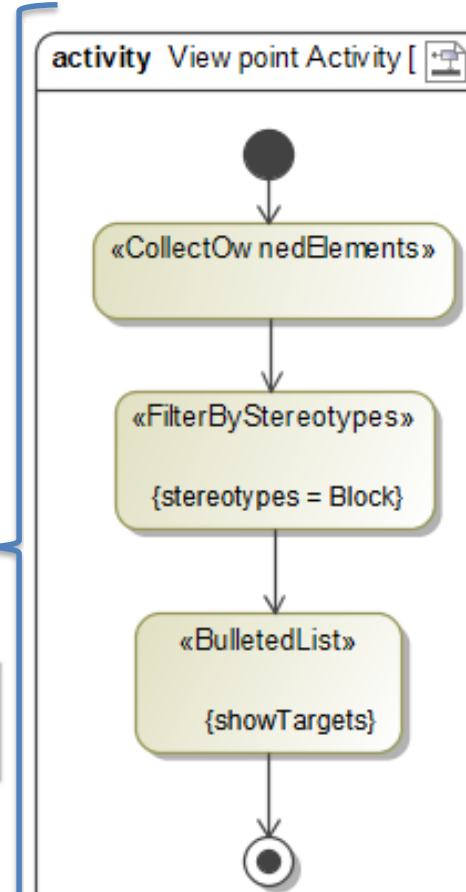 activity View point Activity [
«CollectOw nedElements»
«FilterByStereotypes»
{stereotypes = Block}
«BulletedList»
{showTargets}